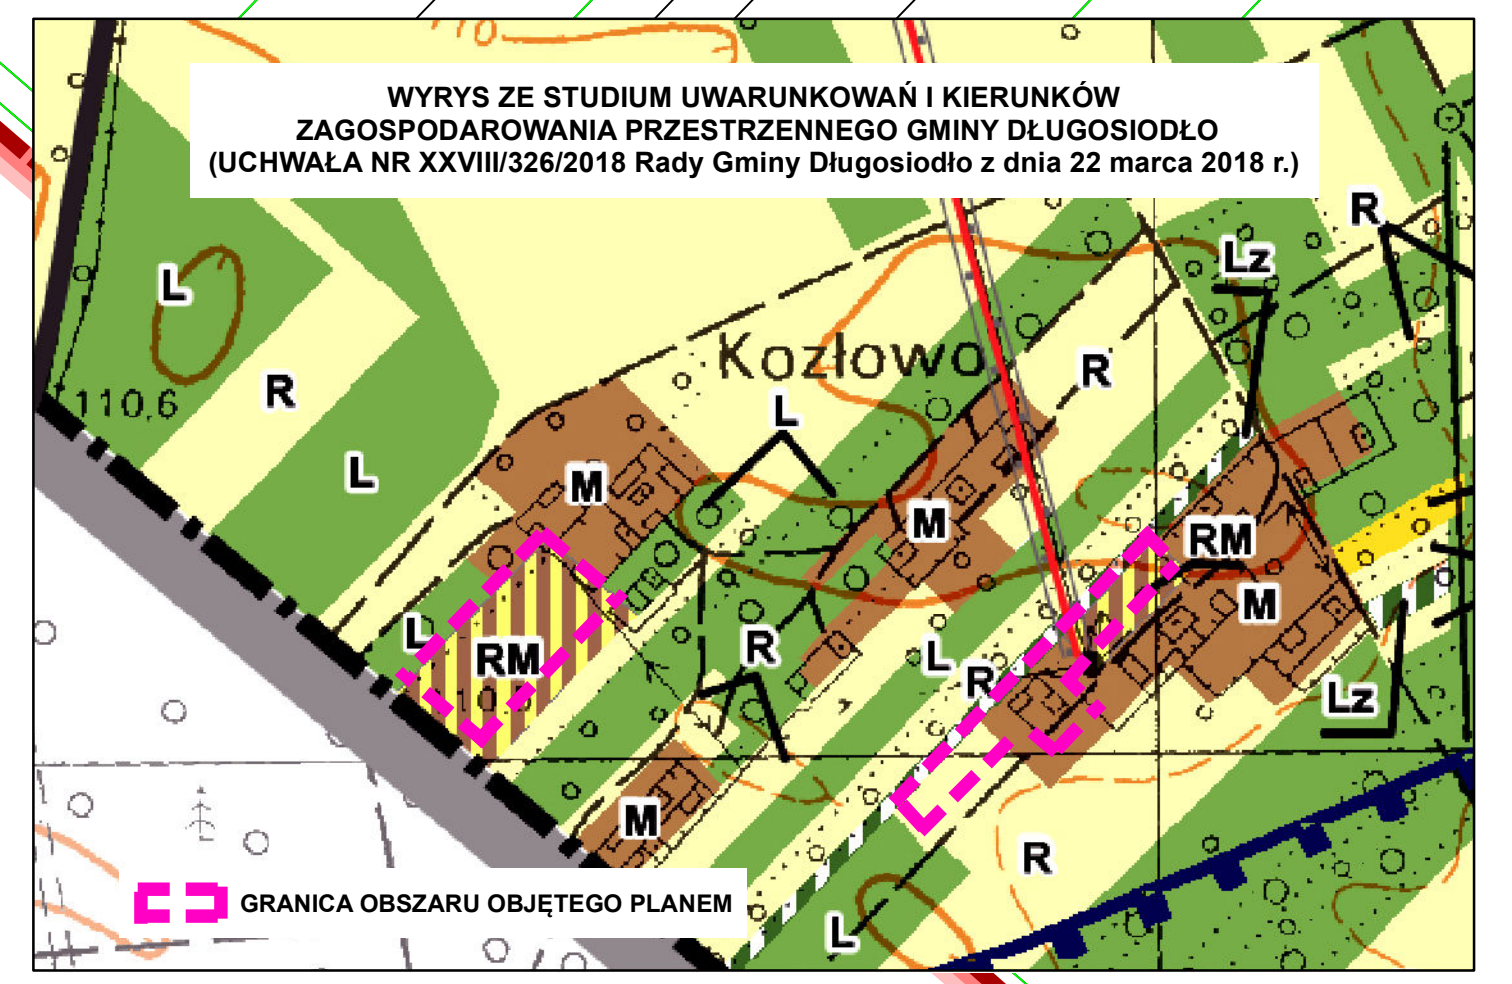 110
WYRYS ZE STUDIUM UWARUNKOWAŃ I KIERUNKÓW
ZAGOSPODAROWANIA PRZESTRZENNEGO GMINY DŁUGOSIODŁO
(UCHWAŁA NR XXVIII/326/2018 Rady Gminy Długosiodło z dnia 22 marca 2018 r.)
R
Lz
L
Kozłowo
R
R
110,6
L
L
M
M
RM
M
L
RM
R
L
R
Lz
M
R
GRANICA OBSZARU OBJĘTEGO PLANEM
L